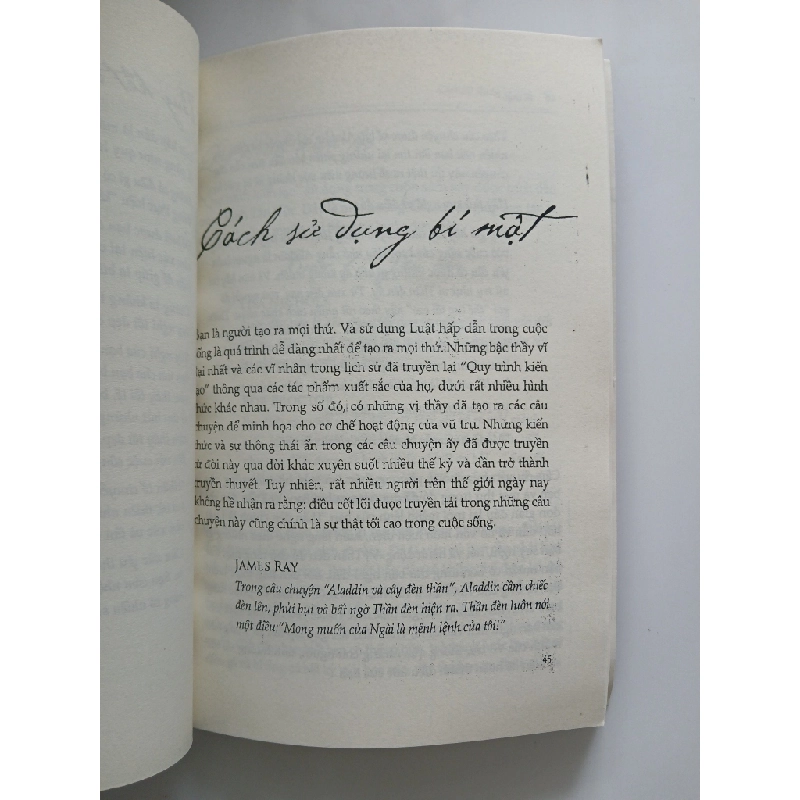 Cách sử dụng bí mật
Bạn là người tạo ra mọi thứ. Và sử dụng Luật hấp dẫn trong cuộc
sống là quá trình dễ dàng nhất để tạo ra mọi thứ. Những bậc thầy vĩ
đại nhất và các vĩ nhân trong lịch sử đã truyền lại “Quy trình kiến
tạo” thông qua các tác phẩm xuất sắc của họ, dưới rất nhiều hình
thức khác nhau. Trong số đó, có những vị thầy đã tạo ra các câu
chuyện để minh họa cho cơ chế hoạt động của vũ trụ. Những kiến
thức và sự thông thái ẩn trong các câu chuyện ấy đã được truyền
từ đời này qua đời khác xuyên suốt nhiều thế kỷ và dần trở thành
truyền thuyết. Tuy nhiên, rất nhiều người trên thế giới ngày nay
không hề nhận ra rằng: điều cốt lõi được truyền tải trong những câu
chuyện này cũng chính là sự thật tối cao trong cuộc sống.
JAMES RAY
Trong câu chuyện “Aladdin và cây đèn thần”, Aladdin cầm chiếc
đèn lên, phủi bụi và bất ngờ Thần đèn hiện ra. Thần đèn luôn nói
một điều “Mong muốn của Ngài là mệnh lệnh của tôi!”
45